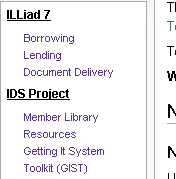 ILLiad 7
Borrowing
Lending
Document Delivery
IDS Project
Member Library
Resources
Getting It System
Toolkit (GIST)